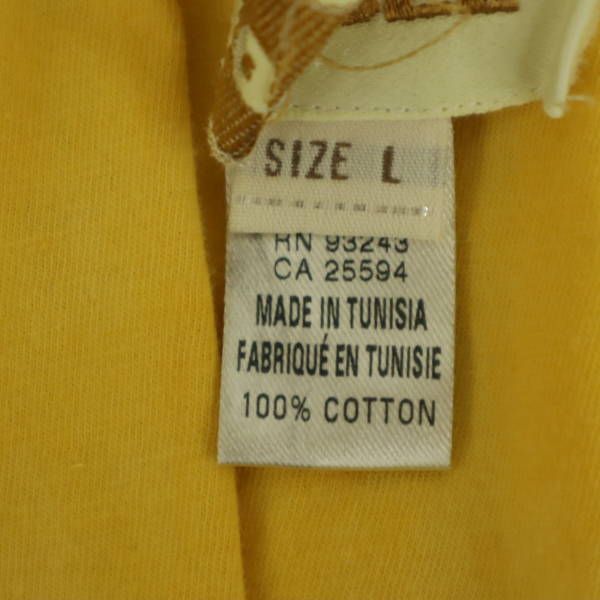 SIZE L
RN 93243
CA 25594
MADE IN TUNISIA
FABRIQUÉ EN TUNISIE
100% COTTON